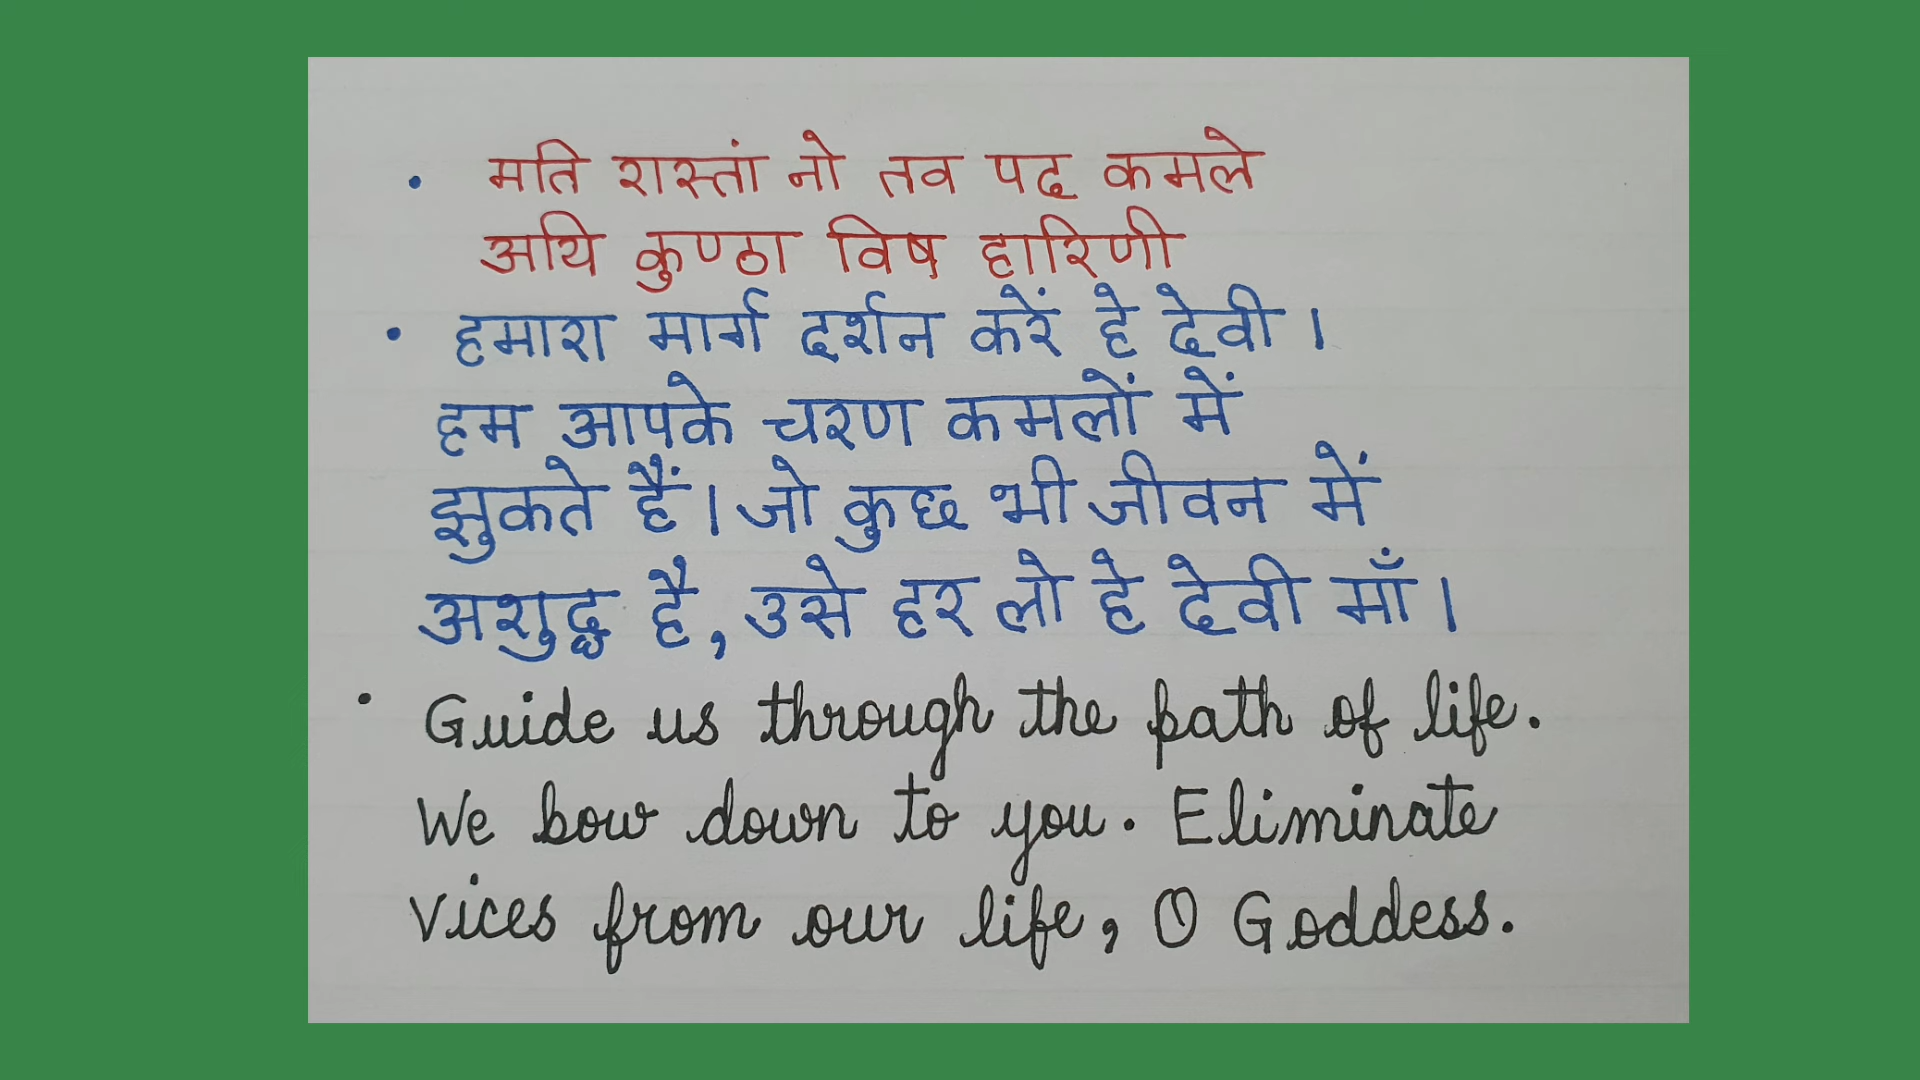 • मति रास्तां नो तव पद कमले
अयि कुण्ठा विष हारिणी
• हमारा मार्ग दर्शन करें हे देवी ।
हम आपके चरण कमलों में
झुकते हैं । जो कुछ भी जीवन में
अशुद्ध है, उसे हर लो हे देवी माँ ।
• Guide us through the path of life.
We bow down to you. Eliminate
vices from our life, O Goddess.